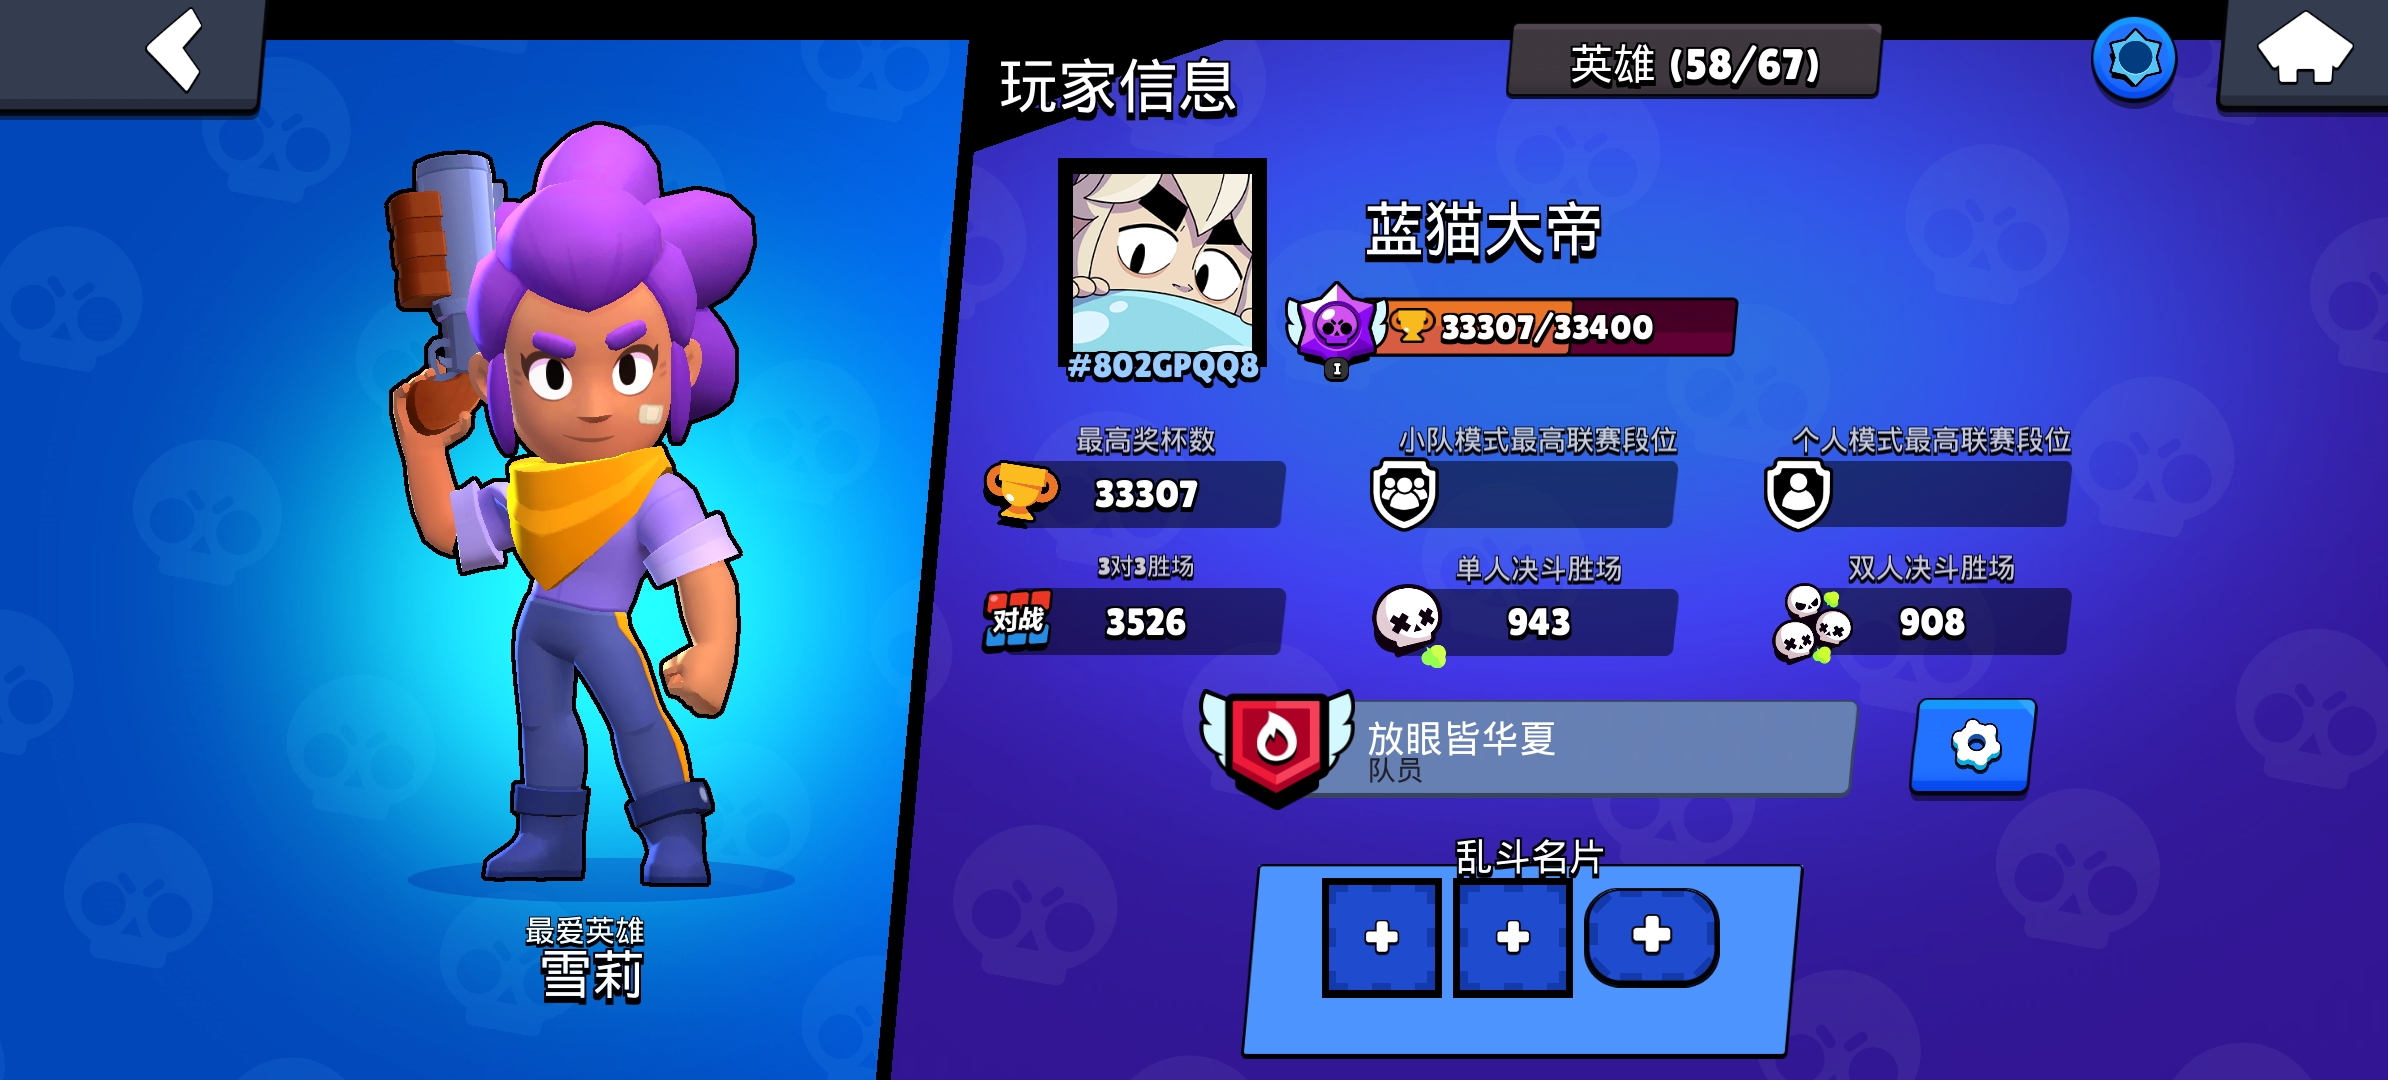 玩家信息
英雄 (58/67)
蓝猫大帝
#802GPQQ8
33307/33400
I
最高奖杯数
33307
小队模式最高联赛段位
个人模式最高联赛段位
3对3胜场
对战
3526
单人决斗胜场
943
双人决斗胜场
908
放眼皆华夏
队员
乱斗名片
最爱英雄
雪莉